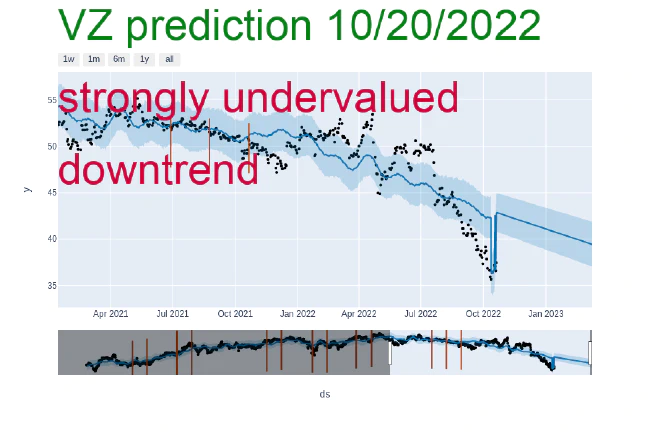 VZ prediction 10/20/2022
1w 1m 6m 1y all
strongly undervalued
downtrend
55
50
45
40
35
y
Apr 2021 Jul 2021 Oct 2021 Jan 2022 Apr 2022 Jul 2022 Oct 2022 Jan 2023
ds